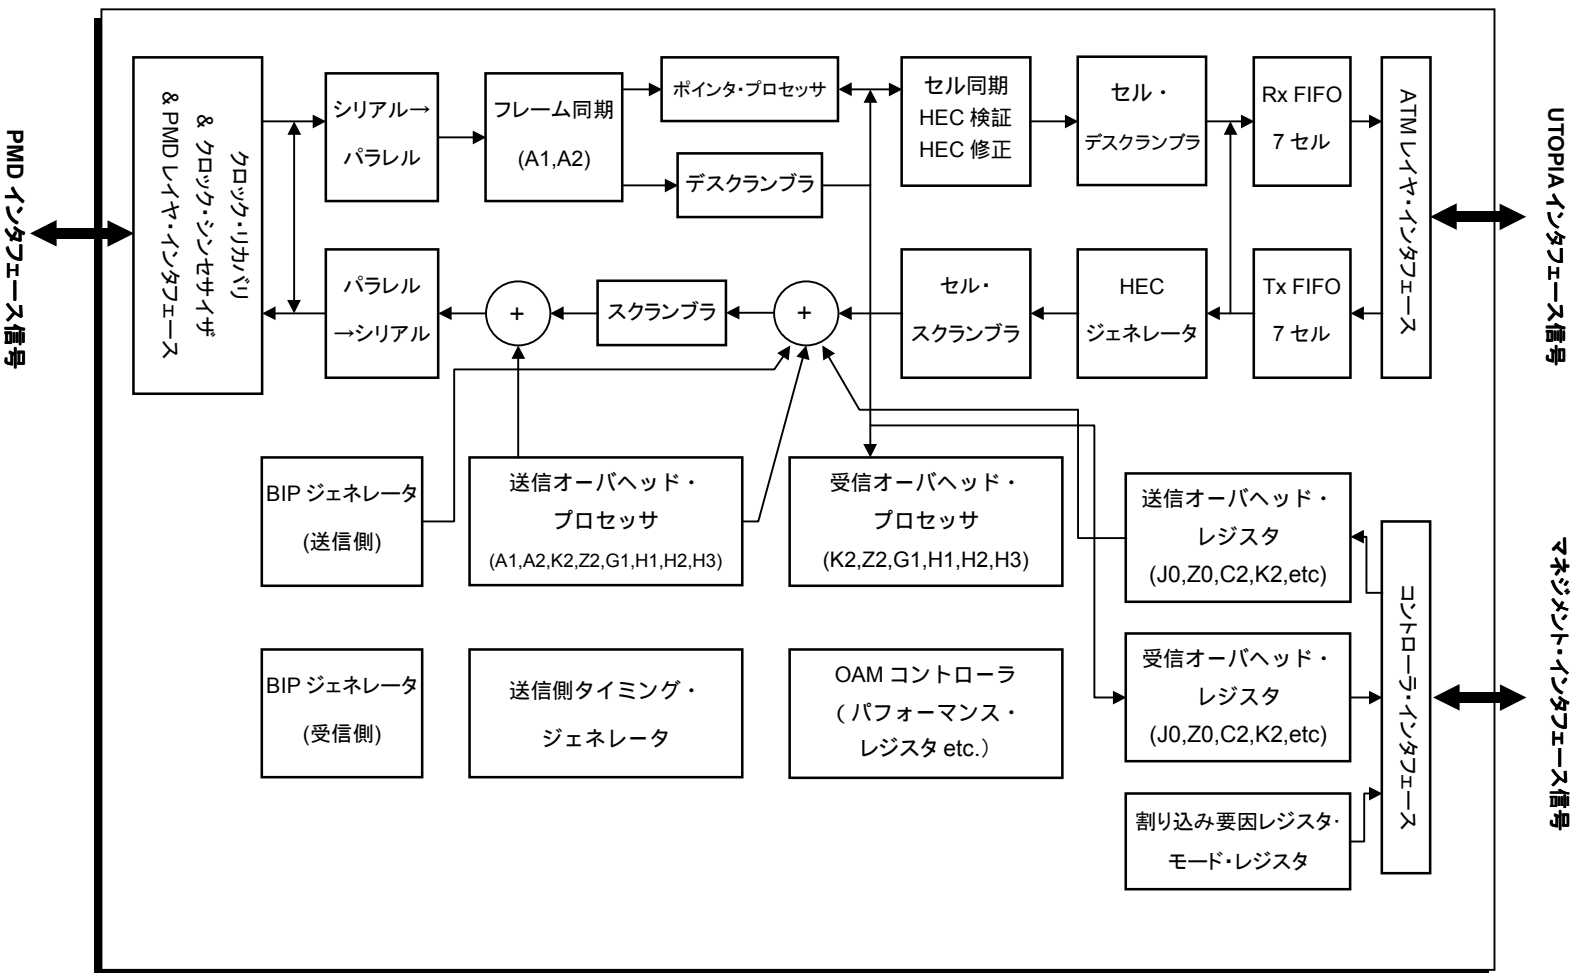 PMD インタフェース信号
クロック・リカバリ
& クロック・シンセサイザ
& PMD レイヤ・インタフェース
シリアル→
パラレル
フレーム同期
(A1,A2)
ポインタ・プロセッサ
デスクランブラ
セル同期
HEC 検証
HEC 修正
セル・
デスクランブラ
Rx FIFO
7 セル
ATM レイヤ・インタフェース
UTOPIA インタフェース信号
パラレル
→シリアル
+
スクランブラ
+
セル・
スクランブラ
HEC
ジェネレータ
Tx FIFO
7 セル
BIP ジェネレータ
(送信側)
送信オーバヘッド・
プロセッサ
(A1,A2,K2,Z2,G1,H1,H2,H3)
受信オーバヘッド・
プロセッサ
(K2,Z2,G1,H1,H2,H3)
送信オーバヘッド・
レジスタ
(J0,Z0,C2,K2,etc)
コントローラ・インタフェース
マネジメント・インタフェース信号
BIP ジェネレータ
(受信側)
送信側タイミング・
ジェネレータ
OAM コントローラ
（パフォーマンス・
レジスタ etc.）
受信オーバヘッド・
レジスタ
(J0,Z0,C2,K2,etc)
割り込み要因レジスタ・
モード・レジスタ